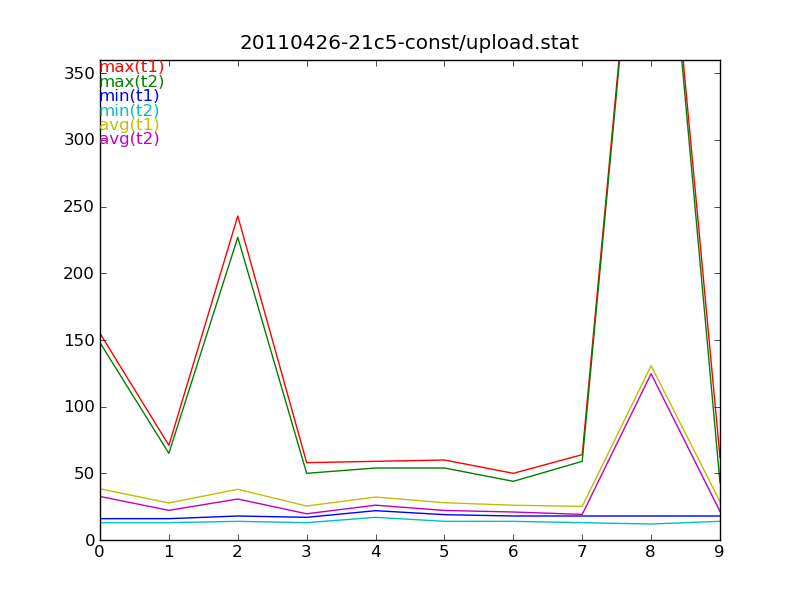 20110426-21c5-const/upload.stat
350
300
250
200
150
100
50
0
max(t1)
max(t2)
min(t1)
min(t2)
avg(t1)
avg(t2)
0 1 2 3 4 5 6 7 8 9